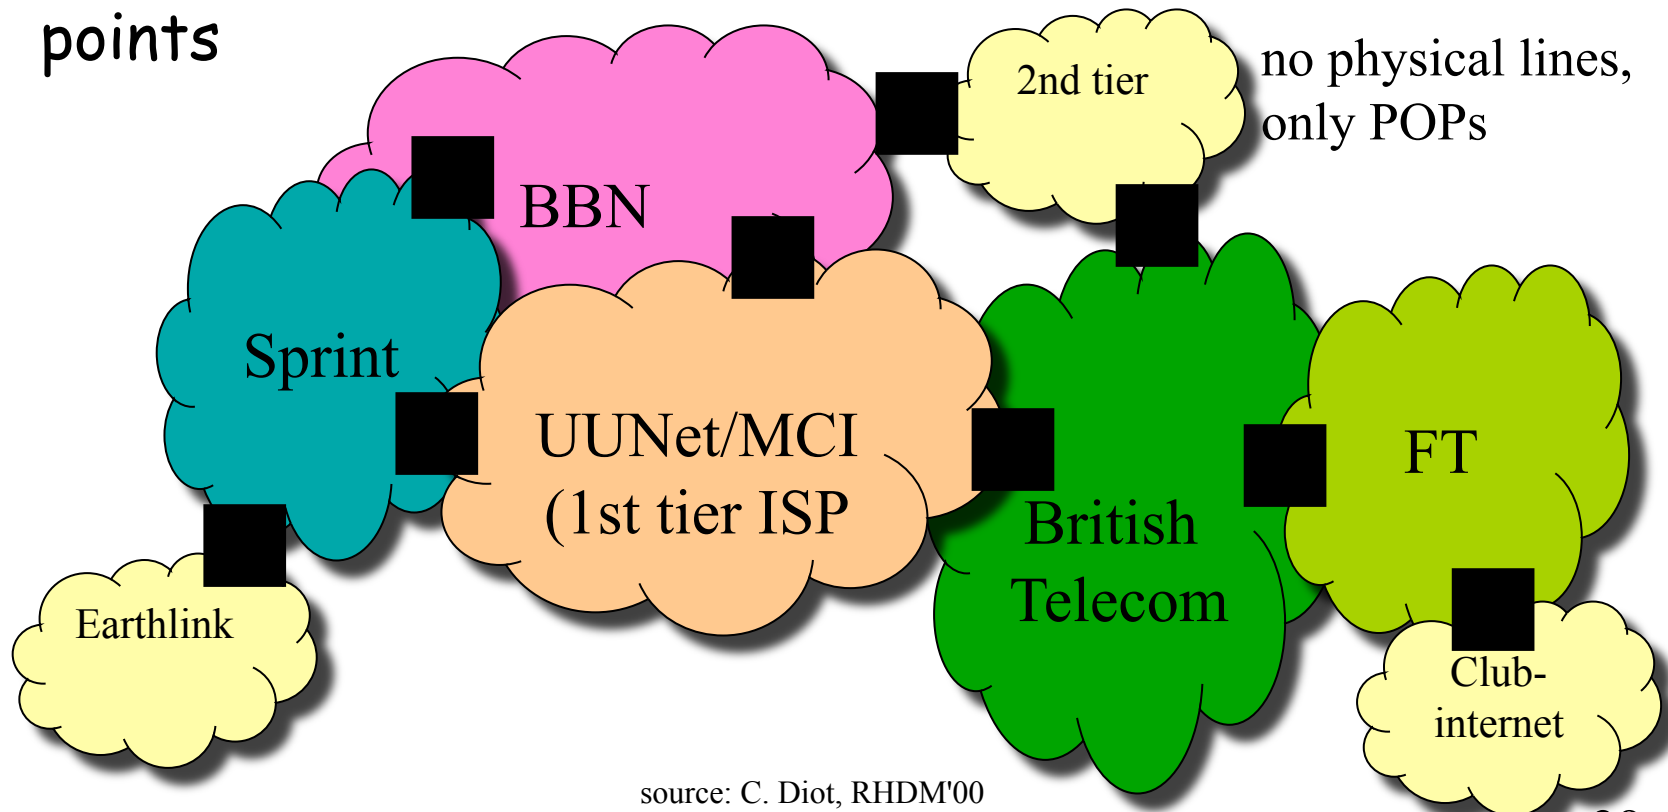 points
2nd tier
no physical lines,
only POPs
BBN
Sprint
UUNet/MCI
(1st tier ISP
FT
British
Telecom
Earthlink
Club-
internet
source: C. Diot, RHDM'00